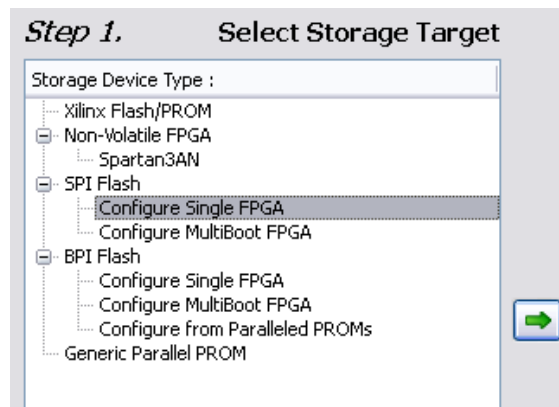 Step 1. Select Storage Target
Storage Device Type :
Xilinx Flash/PROM
Non-Volatile FPGA
Spartan3AN
SPI Flash
Configure Single FPGA
Configure MultiBoot FPGA
BPI Flash
Configure Single FPGA
Configure MultiBoot FPGA
Configure from Paralleled PROMs
Generic Parallel PROM